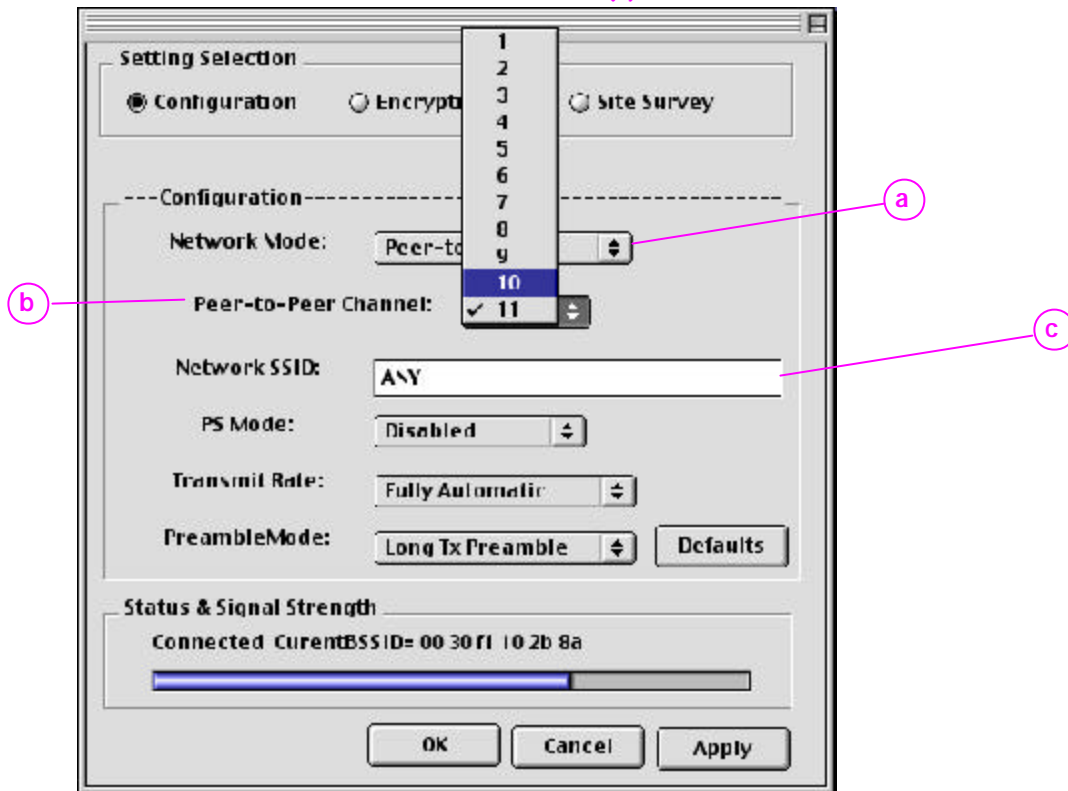 Setting Selection
Configuration
Encrypti
Site Survey
1
2
3
4
5
6
7
8
9
10
✓ 11
---Configuration---
Network Mode:
Peer-to
a
b
Peer-to-Peer Channel:
Network SSID:
ANY
c
PS Mode:
Disabled
Transmit Rate:
Fully Automatic
PreambleMode:
Long Tx Preamble
Defaults
Status & Signal Strength
Connected CurentBSSID= 00 30 f1 10 2b 8a
OK
Cancel
Apply